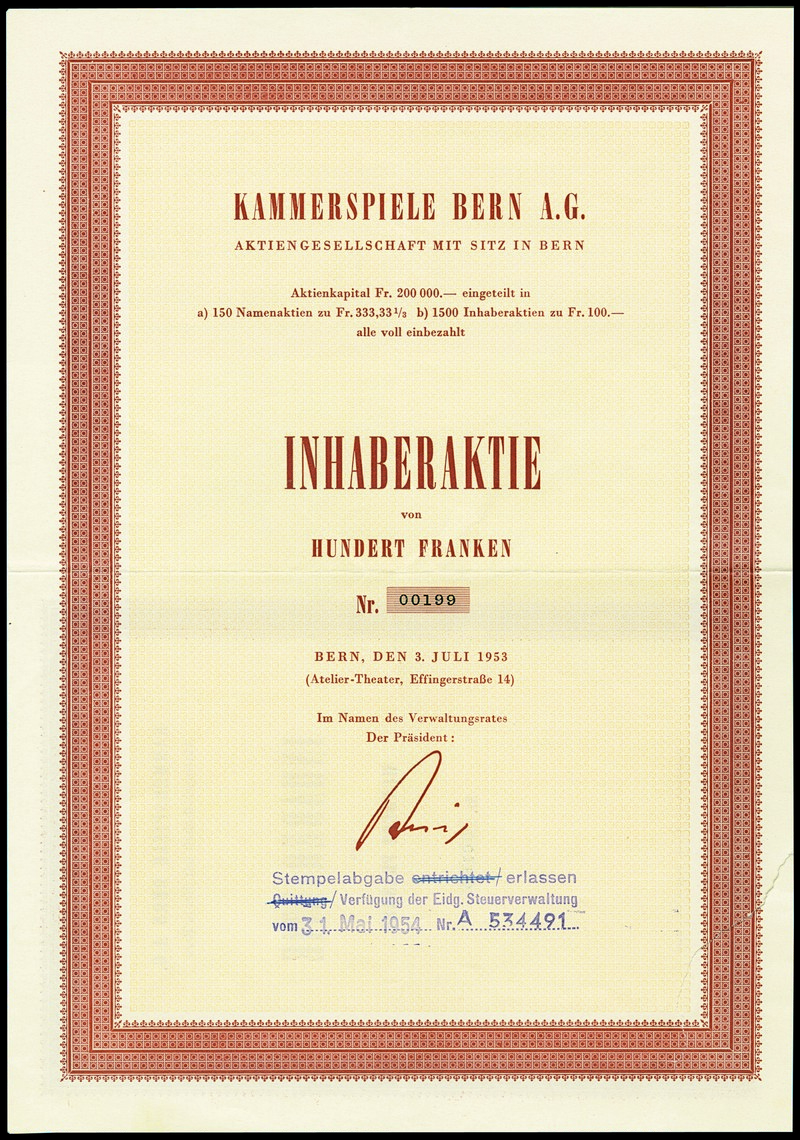 KAMMERSPIELE BERN A.G.
AKTIENGESELLSCHAFT MIT SITZ IN BERN
Aktienkapital Fr. 200 000.— eingeteilt in
a) 150 Namenaktien zu Fr. 333,33 1/3 b) 1500 Inhaberaktien zu Fr. 100.—
alle voll einbezahlt
INHABERAKTIE
von
HUNDERT FRANKEN
Nr. 00199
BERN, DEN 3. JULI 1953
(Atelier-Theater, Effingerstraße 14)
Im Namen des Verwaltungsrates
Der Präsident:
Stempelabgabe entrichtet/erlassen
Quittung/Verfügung der Eidg. Steuerverwaltung
vom 31. Mai 1954 Nr. A 534491